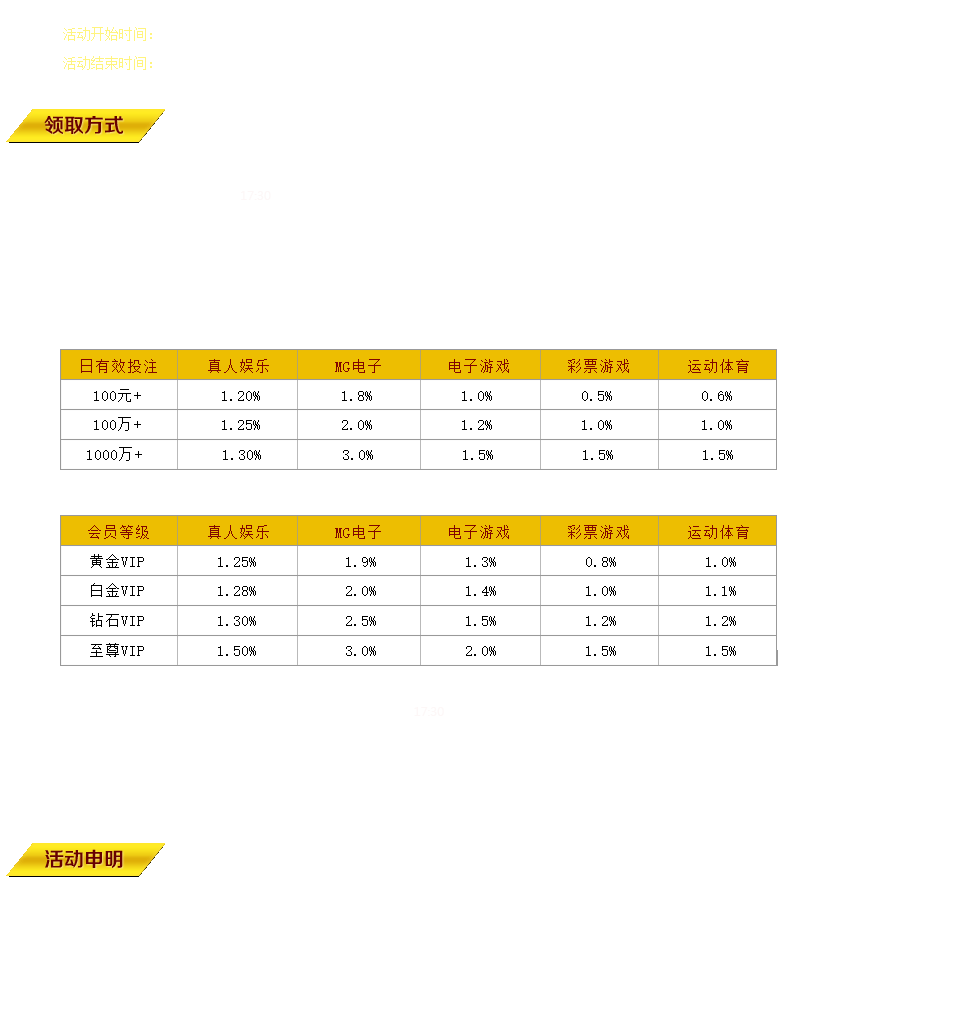 活动开始时间：
活动结束时间：
领取方式
17:30
日有效投注 真人娱乐 MG电子 电子游戏 彩票游戏 运动体育
100元+ 1.20% 1.8% 1.0% 0.5% 0.6%
100万+ 1.25% 2.0% 1.2% 1.0% 1.0%
1000万+ 1.30% 3.0% 1.5% 1.5% 1.5%
会员等级 真人娱乐 MG电子 电子游戏 彩票游戏 运动体育
黄金VIP 1.25% 1.9% 1.3% 0.8% 1.0%
白金VIP 1.28% 2.0% 1.4% 1.0% 1.1%
钻石VIP 1.30% 2.5% 1.5% 1.2% 1.2%
至尊VIP 1.50% 3.0% 2.0% 1.5% 1.5%
活动申明